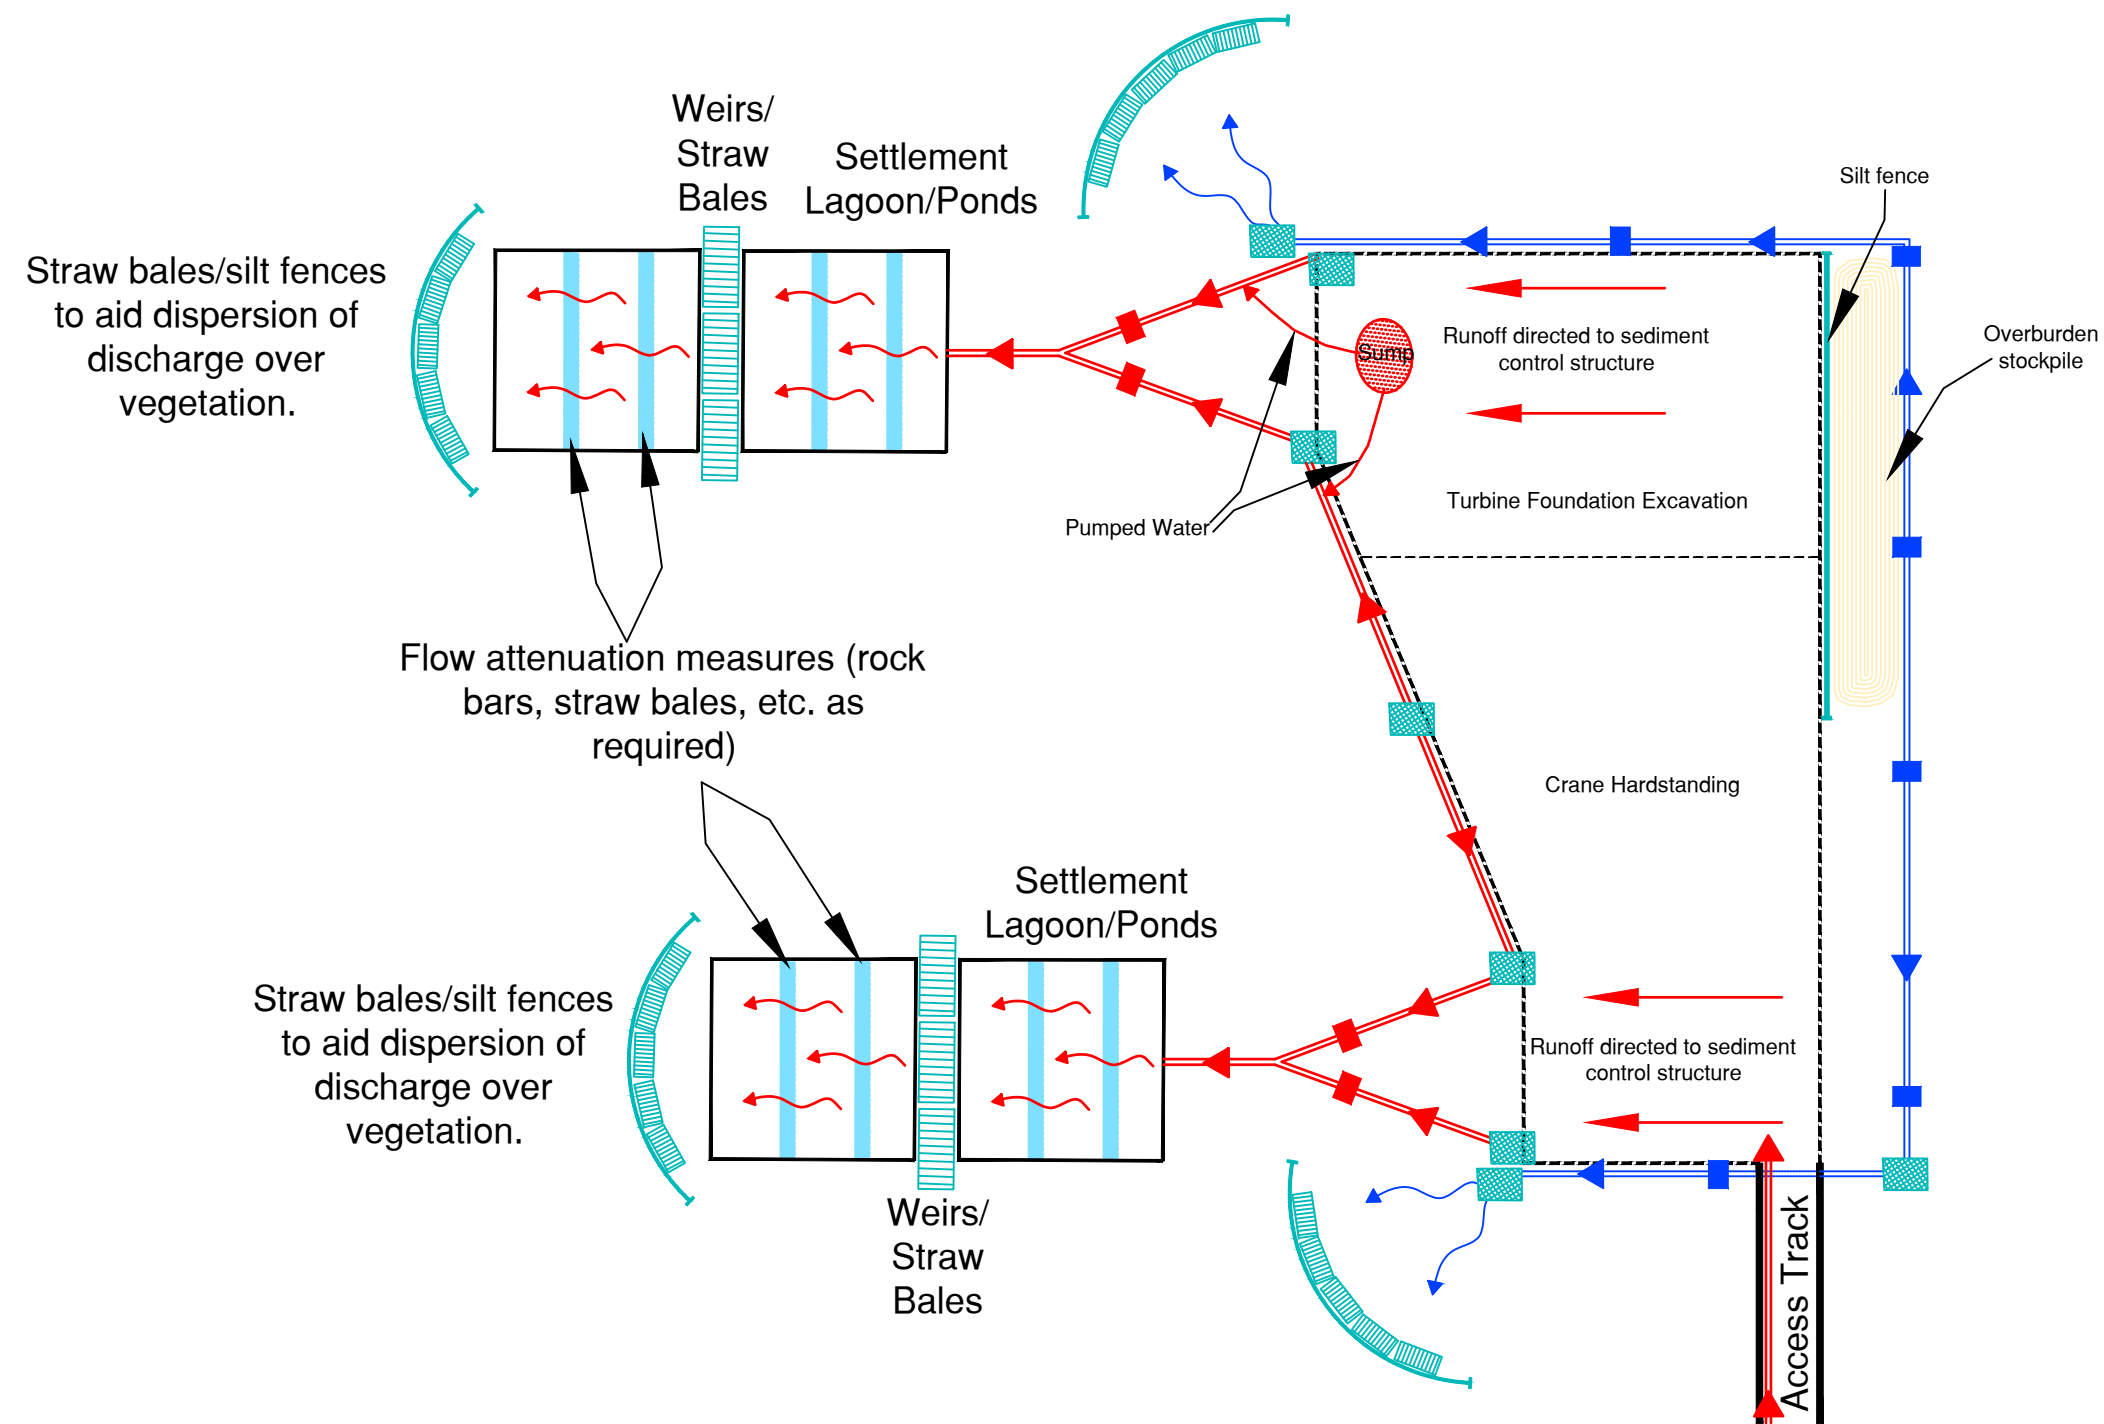 Weirs/
Straw
Bales
Settlement
Lagoon/Ponds
Silt fence
Straw bales/silt fences
to aid dispersion of
discharge over
vegetation.
Sump
Runoff directed to sediment
control structure
Overburden
stockpile
Turbine Foundation Excavation
Pumped Water
Flow attenuation measures (rock
bars, straw bales, etc. as
required)
Crane Hardstanding
Settlement
Lagoon/Ponds
Straw bales/silt fences
to aid dispersion of
discharge over
vegetation.
Runoff directed to sediment
control structure
Weirs/
Straw
Bales
Access Track